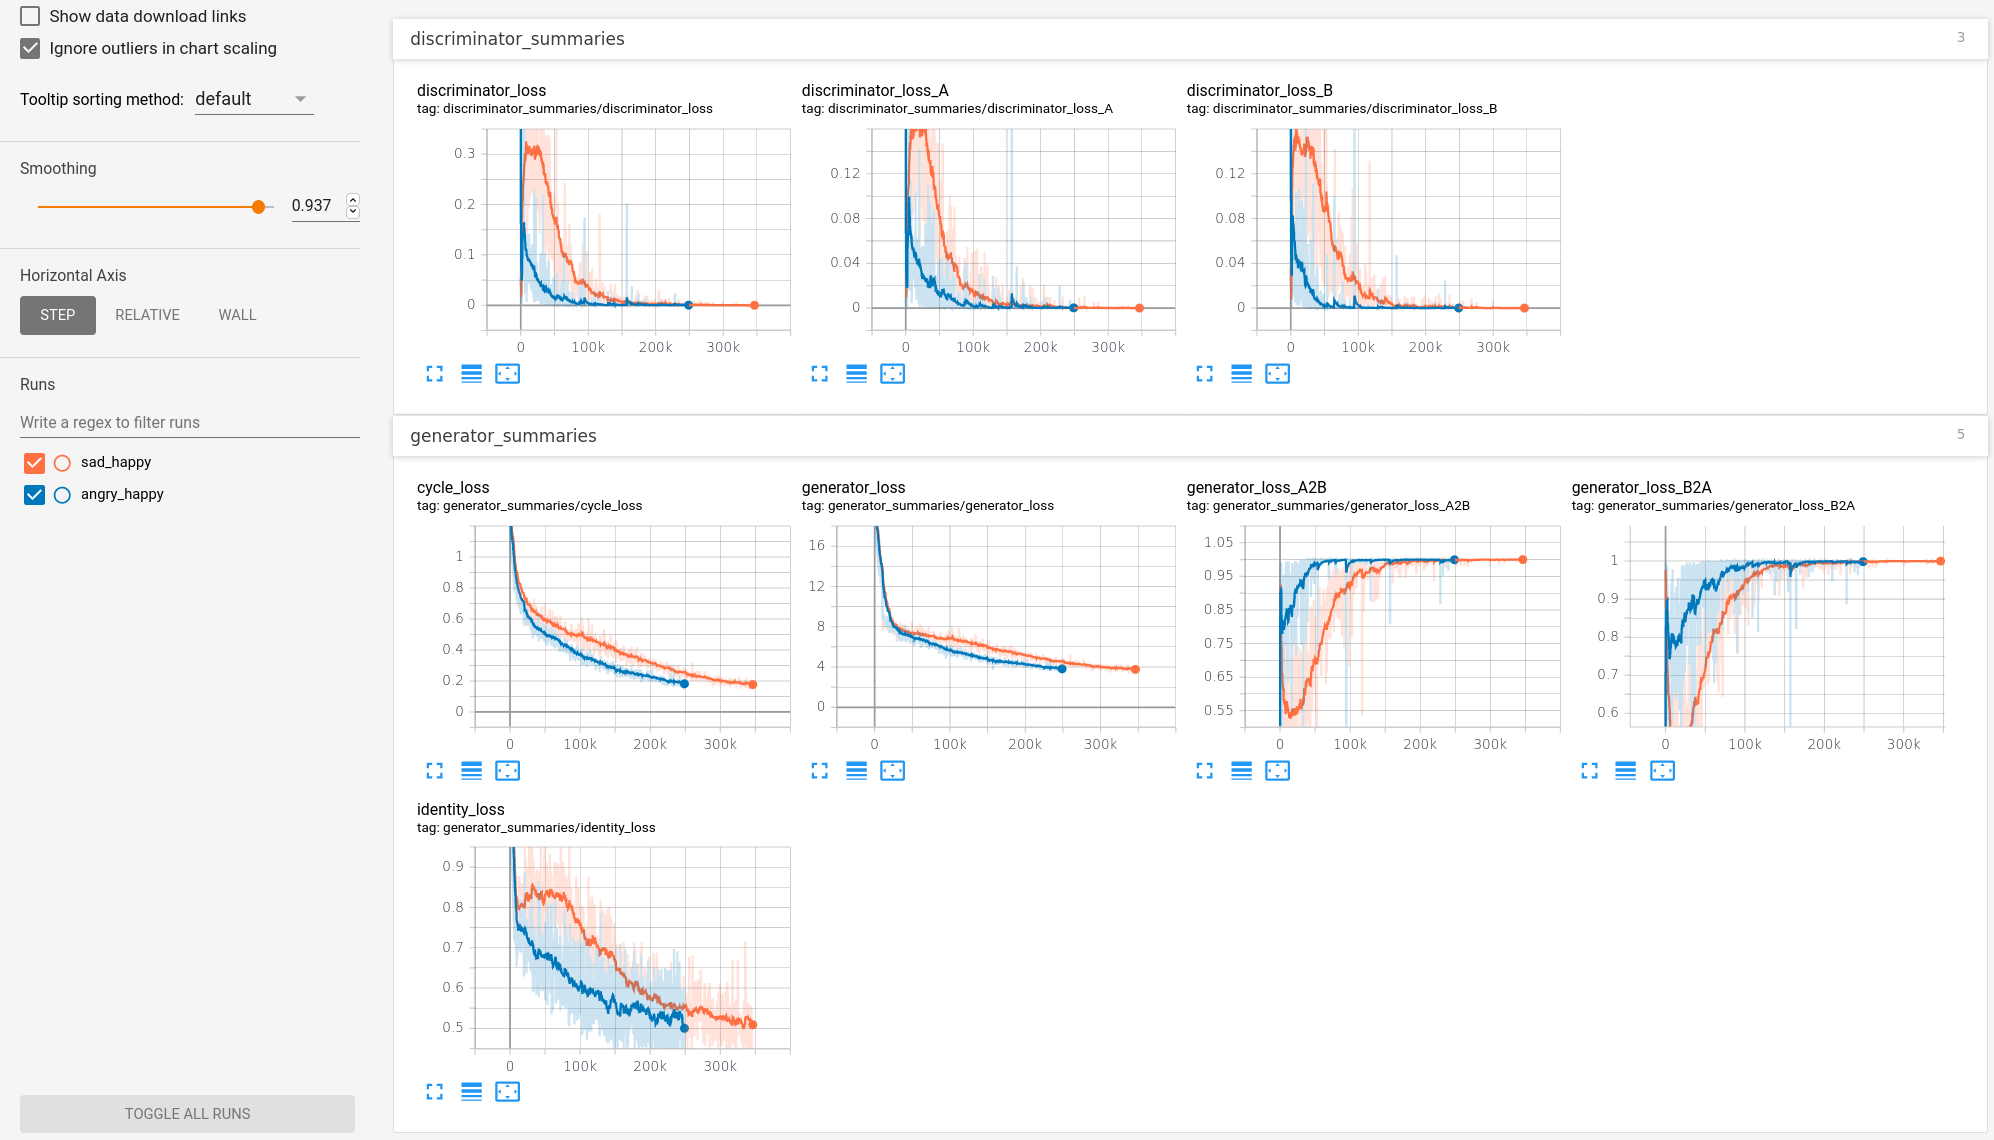 Show data download links
Ignore outliers in chart scaling
Tooltip sorting method: default
Smoothing
0.937
Horizontal Axis
STEP RELATIVE WALL
Runs
Write a regex to filter runs
sad_happy
angry_happy
TOGGLE ALL RUNS
discriminator_summaries 3
discriminator_loss
tag: discriminator_summaries/discriminator_loss
0.3
0.2
0.1
0
0 100k 200k 300k
discriminator_loss_A
tag: discriminator_summaries/discriminator_loss_A
0.12
0.08
0.04
0
0 100k 200k 300k
discriminator_loss_B
tag: discriminator_summaries/discriminator_loss_B
0.12
0.08
0.04
0
0 100k 200k 300k
generator_summaries 5
cycle_loss
tag: generator_summaries/cycle_loss
1
0.8
0.6
0.4
0.2
0
0 100k 200k 300k
generator_loss
tag: generator_summaries/generator_loss
16
12
8
4
0
0 100k 200k 300k
generator_loss_A2B
tag: generator_summaries/generator_loss_A2B
1.05
0.95
0.85
0.75
0.65
0.55
0 100k 200k 300k
generator_loss_B2A
tag: generator_summaries/generator_loss_B2A
1
0.9
0.8
0.7
0.6
0 100k 200k 300k
identity_loss
tag: generator_summaries/identity_loss
0.9
0.8
0.7
0.6
0.5
0 100k 200k 300k